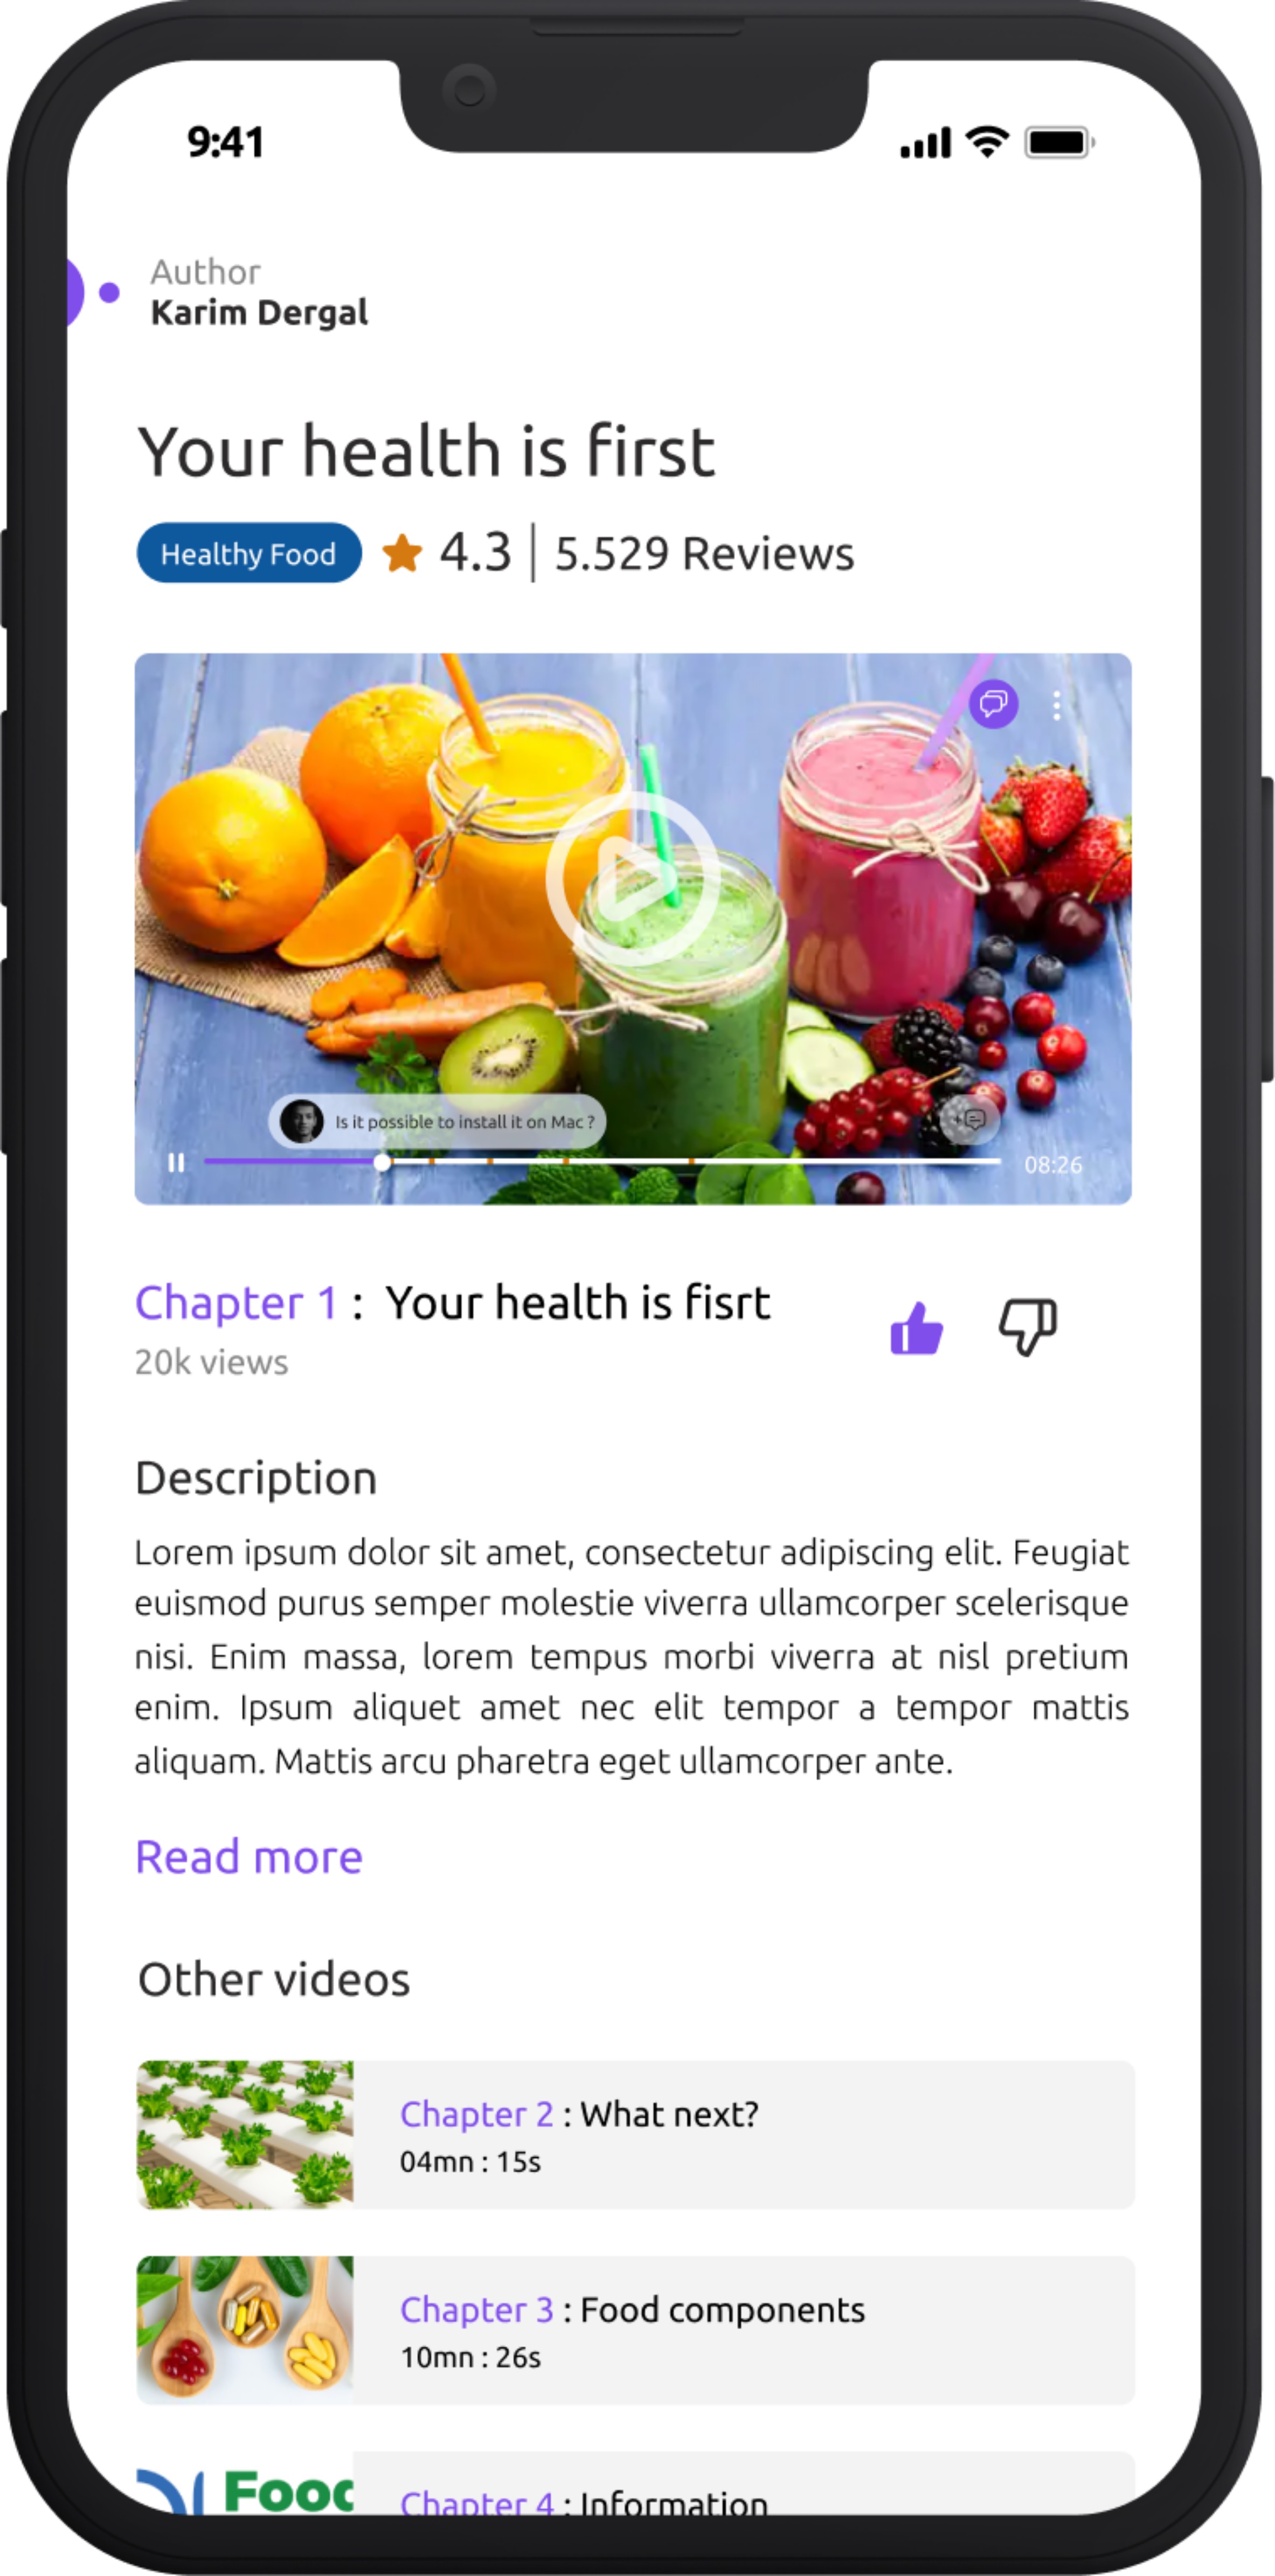 9:41
Author
Karim Dergal
Your health is first
Healthy Food 4.3 | 5.529 Reviews
Is it possible to install it on Mac ?
08:26
Chapter 1 : Your health is fisrt
20k views
Description
Lorem ipsum dolor sit amet, consectetur adipiscing elit. Feugiat
euismod purus semper molestie viverra ullamcorper scelerisque
nisi. Enim massa, lorem tempus morbi viverra at nisl pretium
enim. Ipsum aliquet amet nec elit tempor a tempor mattis
aliquam. Mattis arcu pharetra eget ullamcorper ante.
Read more
Other videos
Chapter 2 : What next?
04mn : 15s
Chapter 3 : Food components
10mn : 26s
Food
Chapter 4 : Information